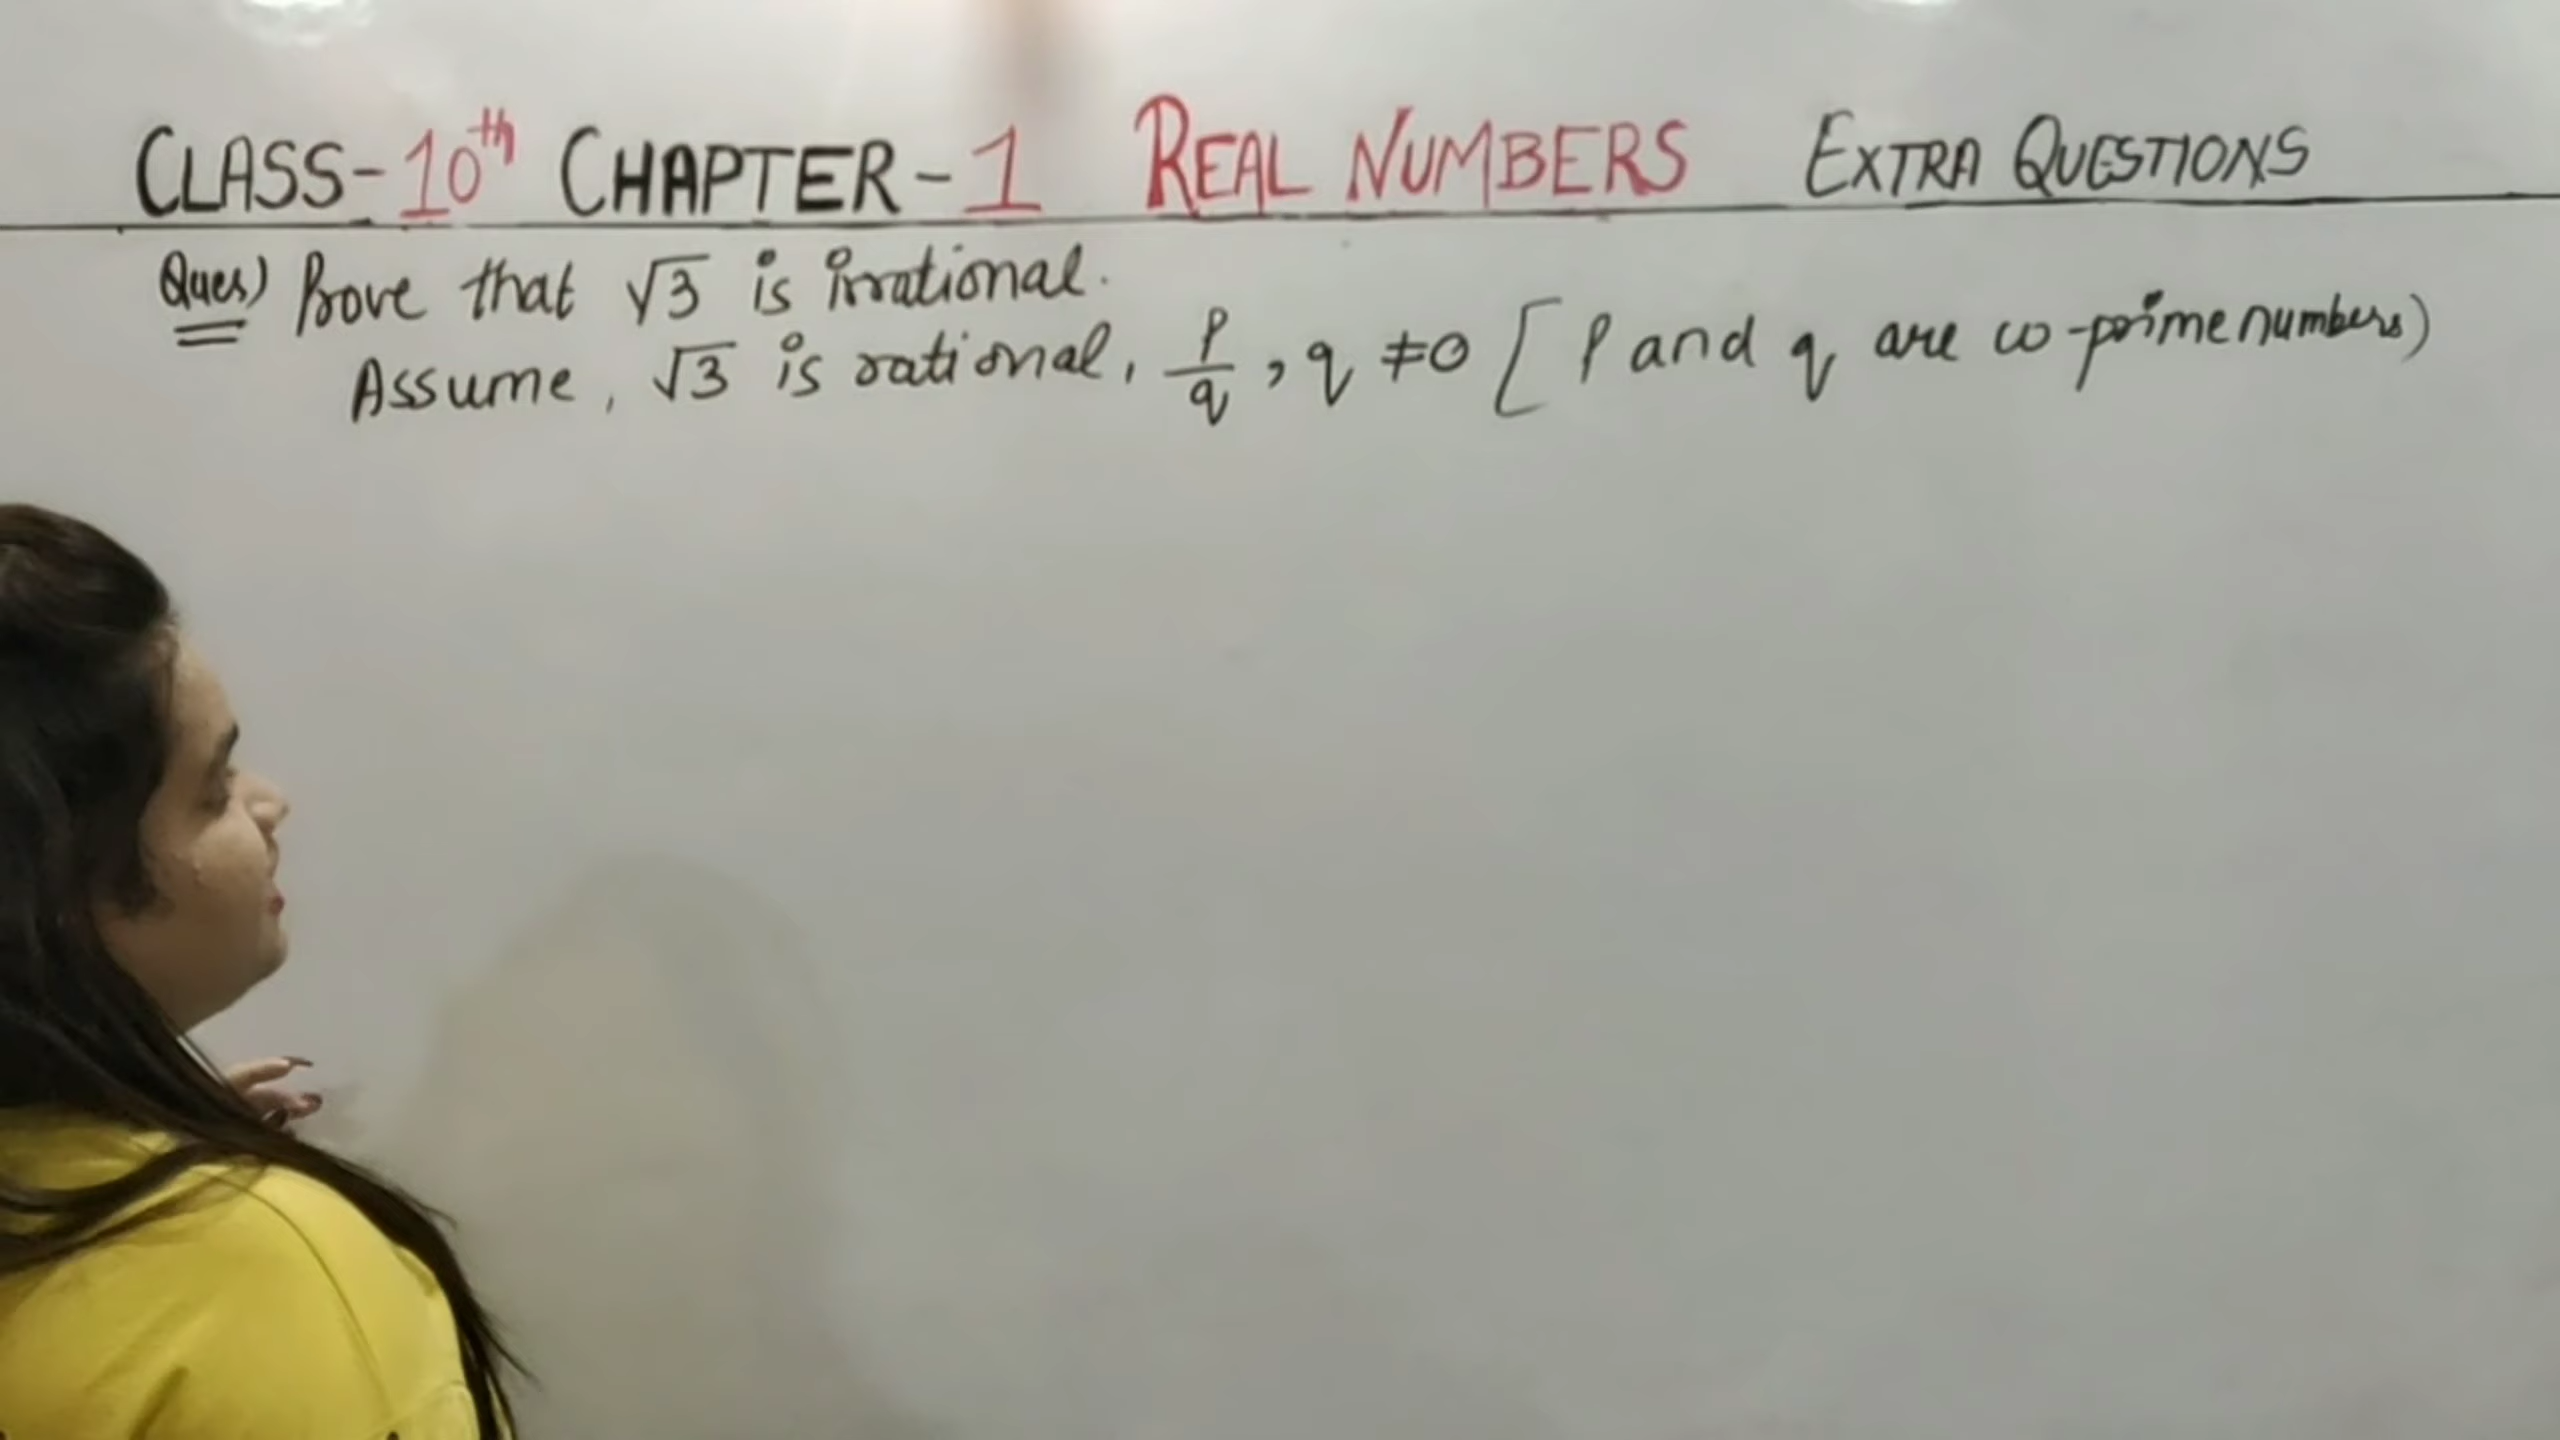 CLASS-10th CHAPTER-1 REAL NUMBERS EXTRA QUESTIONS
Ques) Prove that √3 is irrational.
Assume, √3 is rational, p/q, q ≠0 [P and q are co-prime numbers)